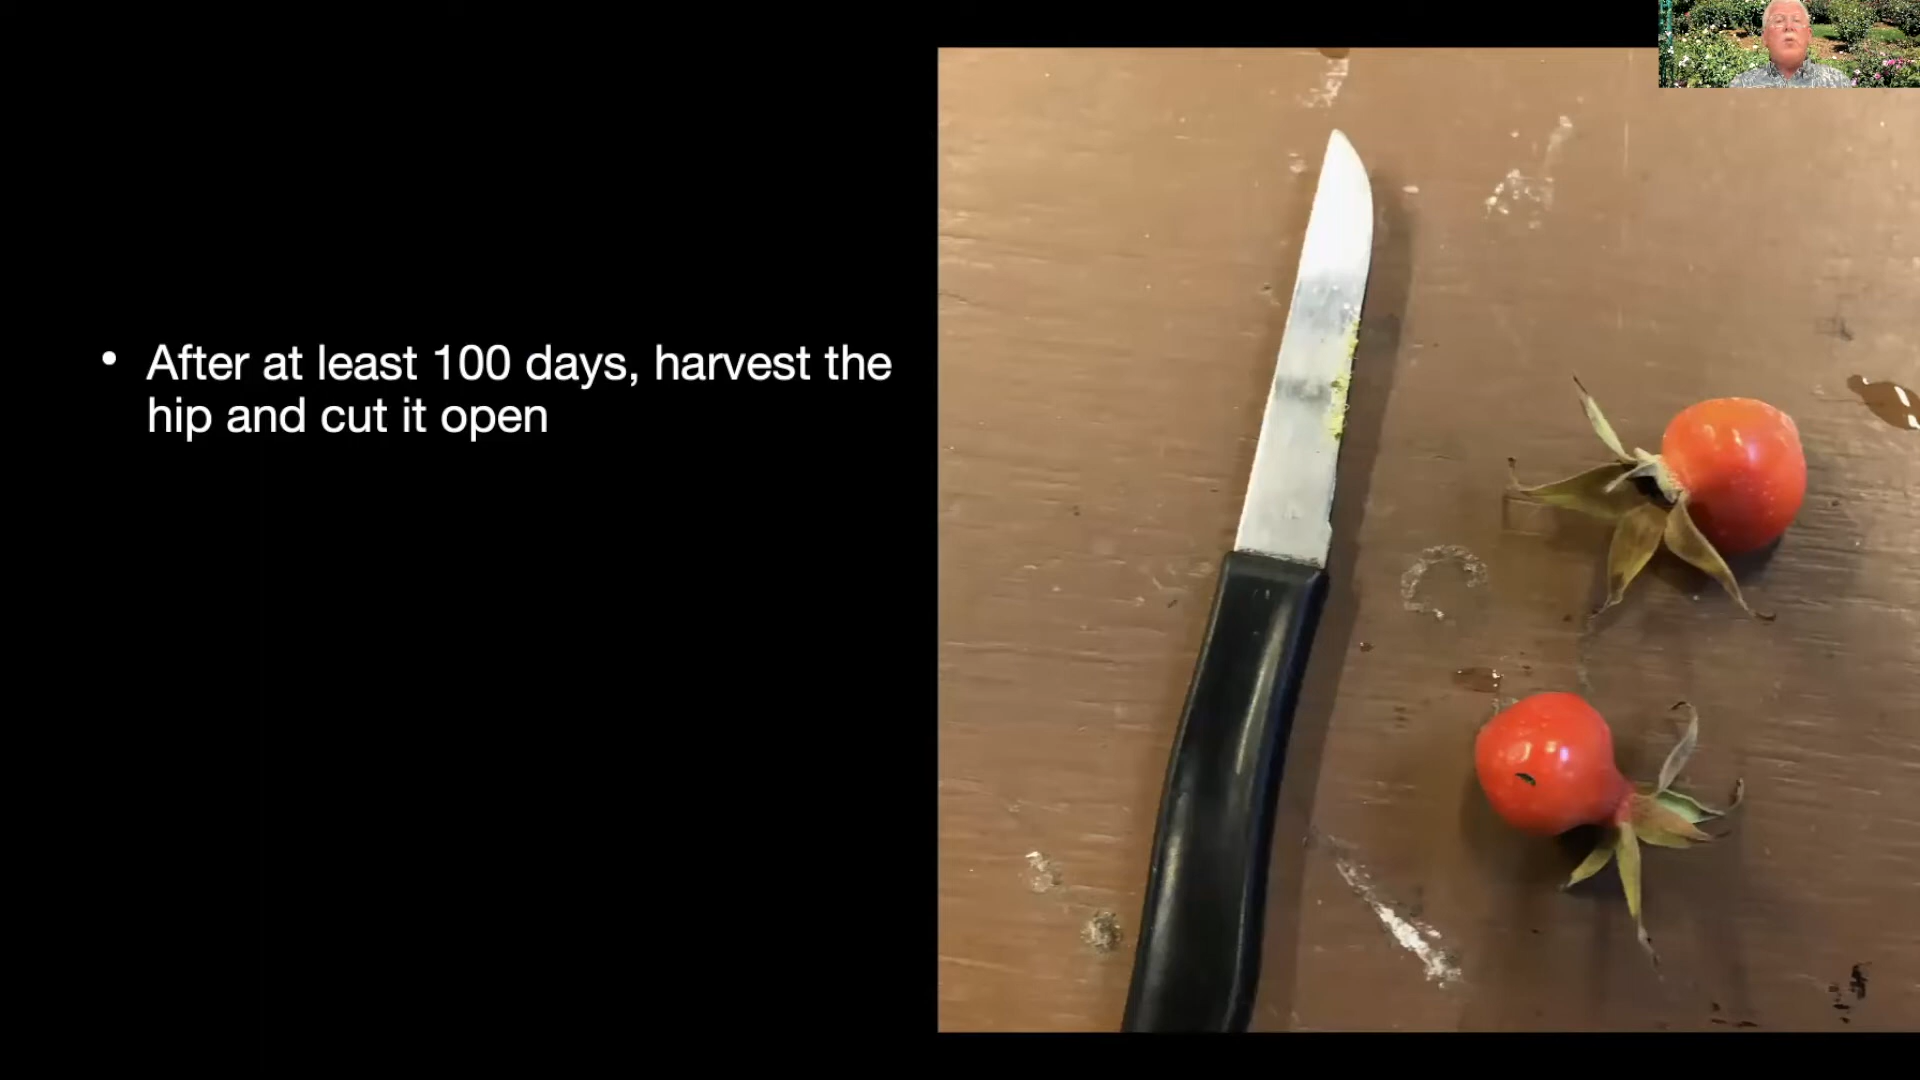 • After at least 100 days, harvest the
hip and cut it open